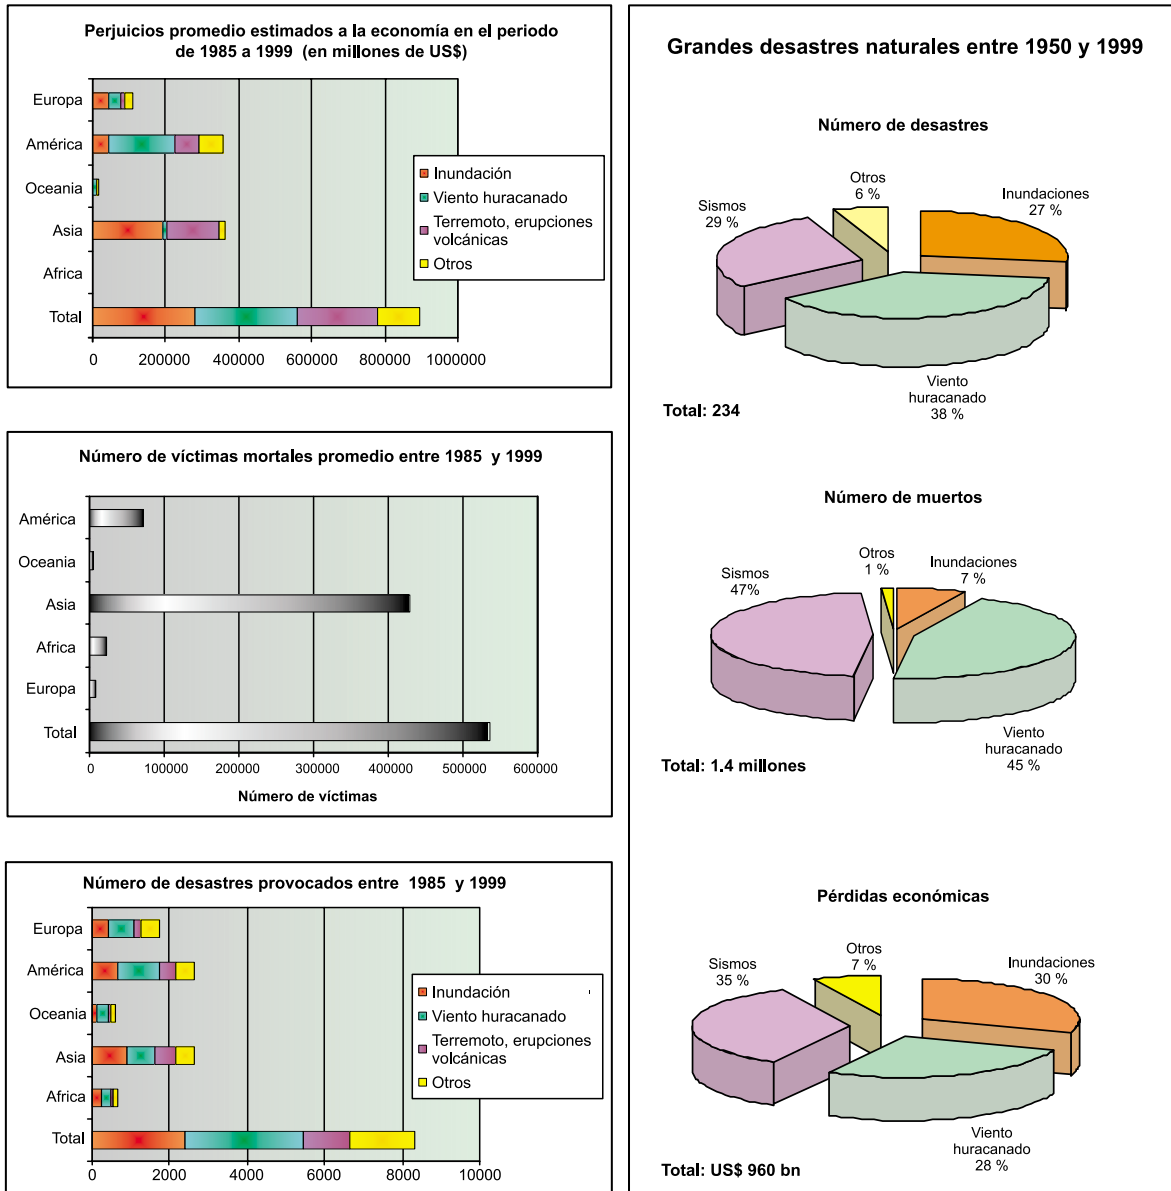 Perjuicios promedio estimados a la economía en el periodo
de 1985 a 1999 (en millones de US$)
Europa
América
Oceania
Asia
Africa
Total
0
200000
400000
600000
800000
1000000
Inundación
Viento huracanado
Terremoto, erupciones
volcánicas
Otros
Número de víctimas mortales promedio entre 1985 y 1999
América
Oceania
Asia
Africa
Europa
Total
0
100000
200000
300000
400000
500000
600000
Número de víctimas
Número de desastres provocados entre 1985 y 1999
Europa
América
Oceania
Asia
Africa
Total
0
2000
4000
6000
8000
10000
Inundación
Viento huracanado
Terremoto, erupciones
volcánicas
Otros
Grandes desastres naturales entre 1950 y 1999
Número de desastres
Otros
6 %
Inundaciones
27 %
Sismos
29 %
Viento
huracanado
38 %
Total: 234
Número de muertos
Otros
1 %
Inundaciones
7 %
Sismos
47%
Viento
huracanado
45 %
Total: 1.4 millones
Pérdidas económicas
Otros
7 %
Inundaciones
30 %
Sismos
35 %
Viento
huracanado
28 %
Total: US$ 960 bn